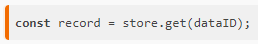 const record = store.get(dataID);